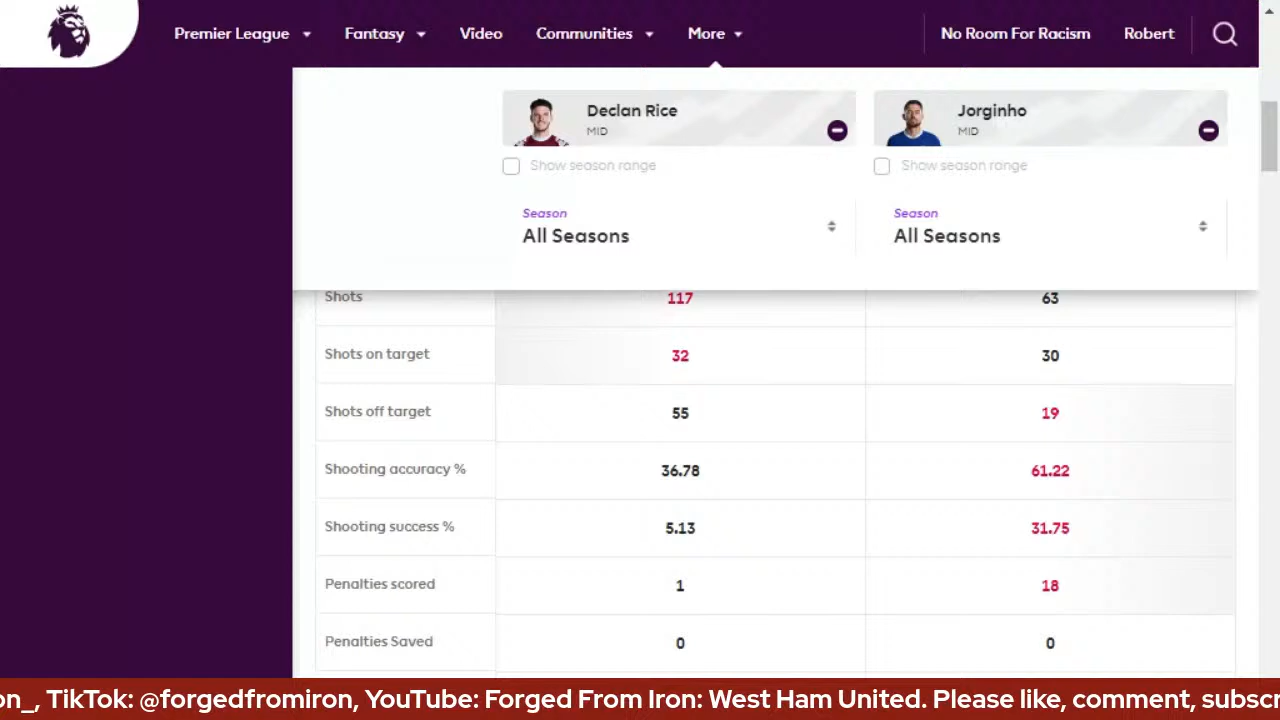 Premier League Fantasy Video Communities More No Room For Racism Robert
Declan Rice Jorginho
MID MID
Show season range Show season range
Season Season
All Seasons All Seasons
Shots 117 63
Shots on target 32 30
Shots off target 55 19
Shooting accuracy % 36.78 61.22
Shooting success % 5.13 31.75
Penalties scored 1 18
Penalties Saved 0 0
on_, TikTok: @forgedfromiron, YouTube: Forged From Iron: West Ham United. Please like, comment, subscr